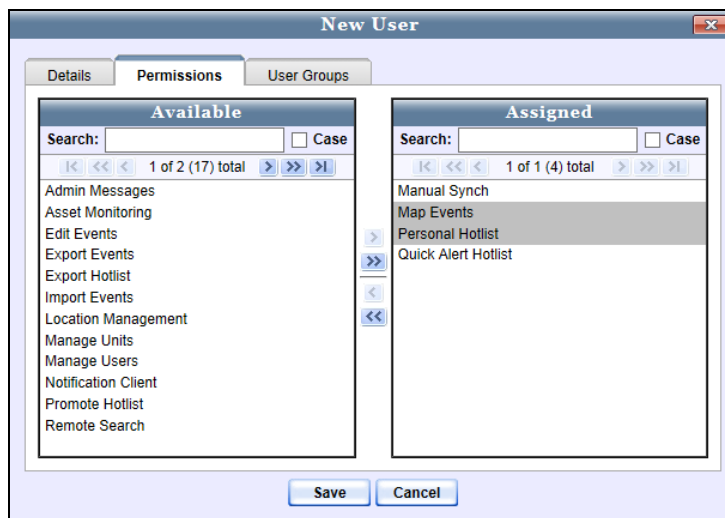 New User
Details Permissions User Groups
Available
Search: Case
1 of 2 (17) total
Admin Messages
Asset Monitoring
Edit Events
Export Events
Export Hotlist
Import Events
Location Management
Manage Units
Manage Users
Notification Client
Promote Hotlist
Remote Search
Assigned
Search: Case
1 of 1 (4) total
Manual Synch
Map Events
Personal Hotlist
Quick Alert Hotlist
Save Cancel